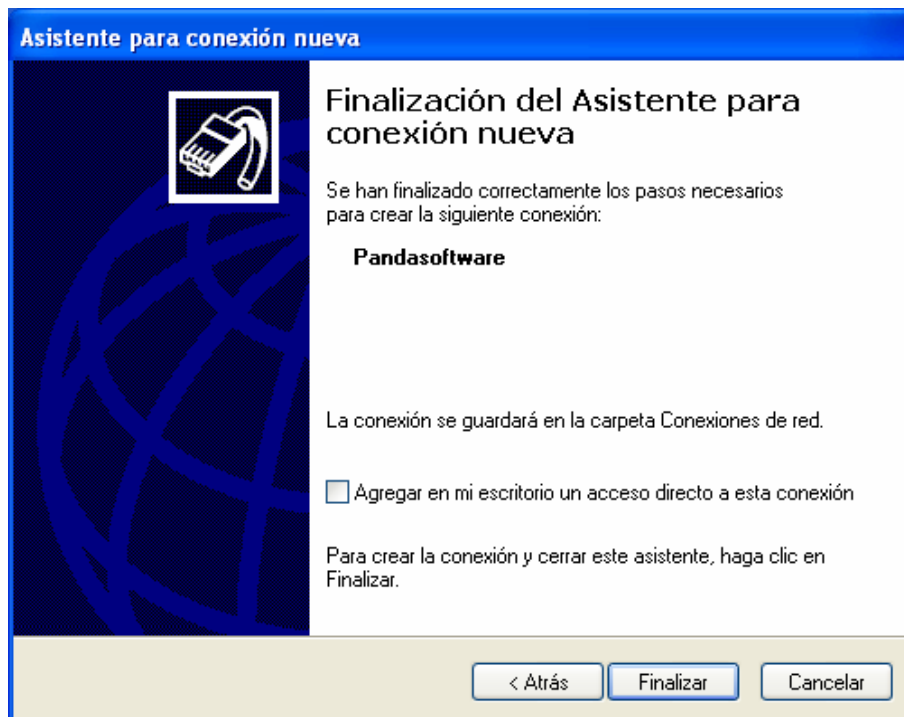 Asistente para conexión nueva
Finalización del Asistente para
conexión nueva
Se han finalizado correctamente los pasos necesarios
para crear la siguiente conexión:
Pandasoftware
La conexión se guardará en la carpeta Conexiones de red.
Agregar en mi escritorio un acceso directo a esta conexión
Para crear la conexión y cerrar este asistente, haga clic en
Finalizar.
< Atrás Finalizar Cancelar